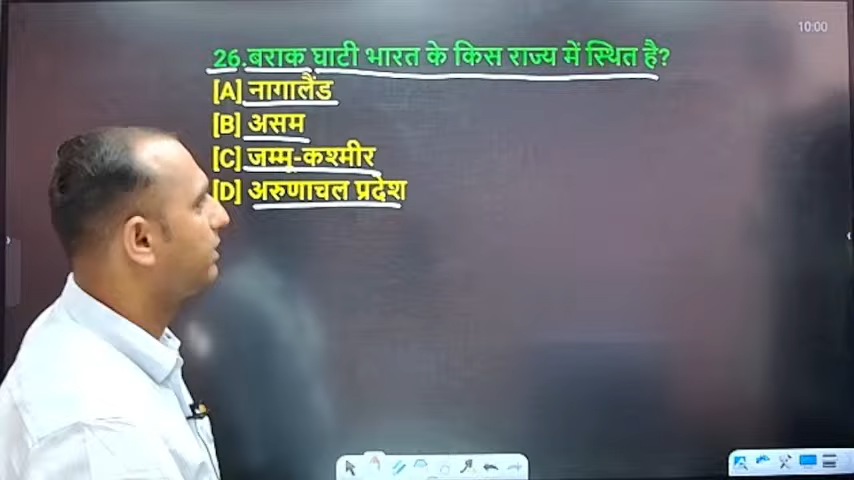 10:00
26.बराक घाटी भारत के किस राज्य में स्थित है?
[A] नागालैंड
[B] असम
[C] जम्मू-कश्मीर
[D] अरुणाचल प्रदेश